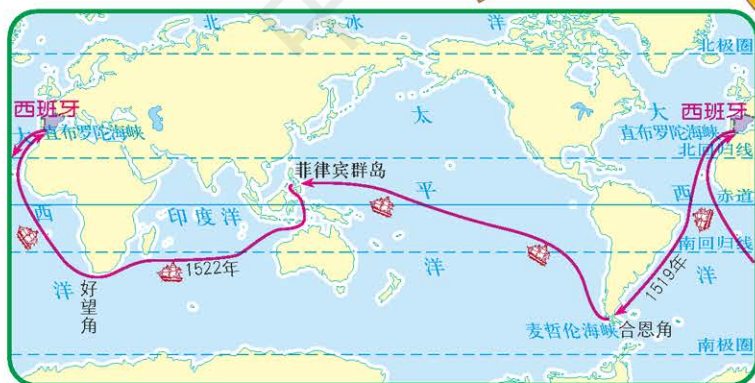 北 冰 洋
北极圈
西班牙
西班牙
大
太
大
直布罗陀海峡
直布罗陀海峡
北回归线
菲律宾群岛
西
印度洋
平
西
赤道
南回归线
洋
好望角
1522年
洋
1519年
洋
麦哲伦海峡
合恩角
南极圈